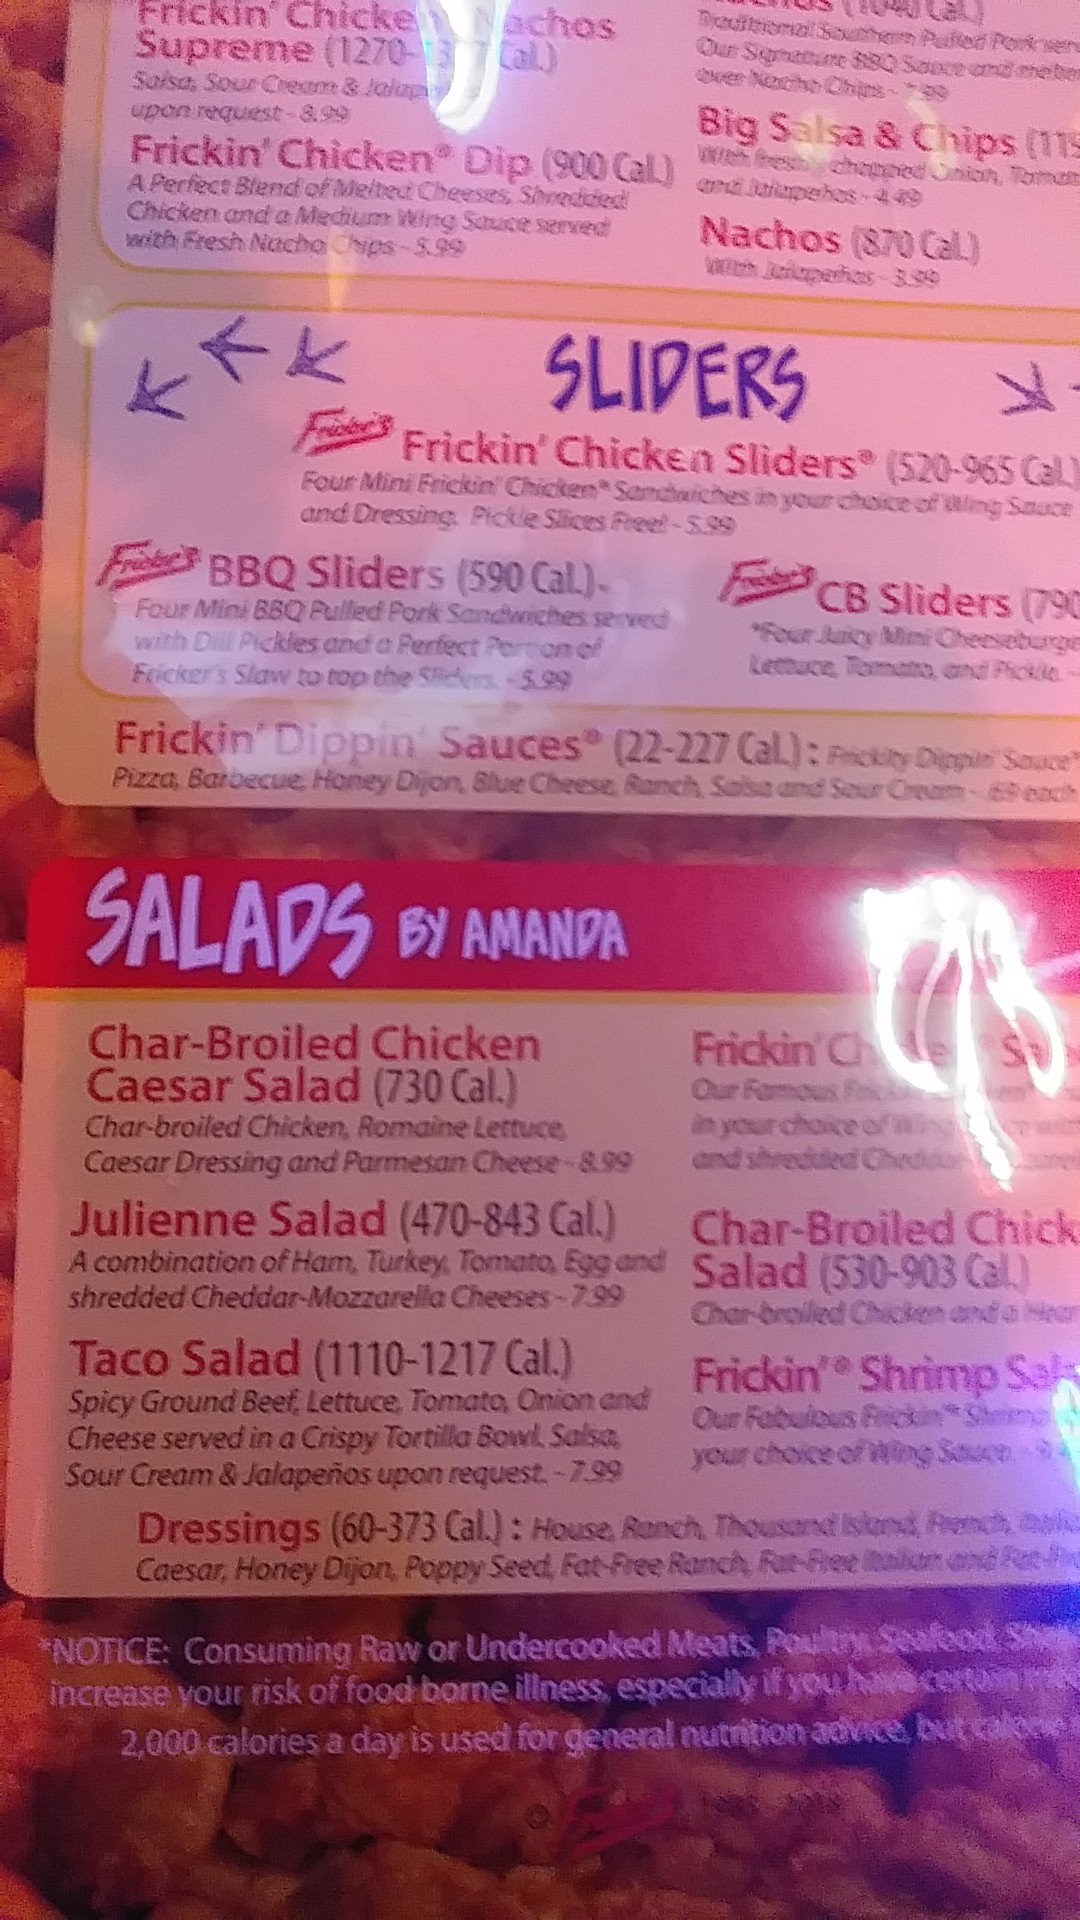 Frickin' Chicken Nachos
Supreme (1270- Cal.)
Salsa, Sour Cream & Jalap
upon request - 8.99
Frickin' Chicken® Dip (900 Cal.)
A Perfect Blend of Melted Cheeses, Shredded
Chicken and a Medium Wing Sauce served
with Fresh Nacho Chips - 5.99
(1040 Cal.)
Traditional Southern Pulled Pork
Our Signature BBQ Sauce and
over Nacho Chips - 99
Big Salsa & Chips
With fresh chopped Onion,
and Jalapeños - 4.49
Nachos (870 Cal.)
With Jalapeños - 3.99
SLIDERS
Fricker's Frickin' Chicken Sliders® (520-965 Cal.)
Four Mini Frickin' Chicken® Sandwiches in your choice of Wing Sauce
and Dressing. Pickle Slices Free! - 5.99
Fricker's BBQ Sliders (590 Cal.)-
Four Mini BBQ Pulled Pork Sandwiches served
with Dill Pickles and a Perfect Portion of
Fricker's Slaw to top the Sliders. - 5.99
Fricker's CB Sliders (790
*Four Juicy Mini Cheeseburge
Lettuce, Tomato, and Pickle. -
Frickin' Dippin' Sauces® (22-227 Cal.) : Frickity Dippin' Sauce®
Pizza, Barbecue, Honey Dijon, Blue Cheese, Ranch, Salsa and Sour Cream - .69 each
SALADS BY AMANDA
Char-Broiled Chicken
Caesar Salad (730 Cal.)
Char-broiled Chicken, Romaine Lettuce,
Caesar Dressing and Parmesan Cheese - 8.99
Julienne Salad (470-843 Cal.)
A combination of Ham, Turkey, Tomato, Egg and
shredded Cheddar-Mozzarella Cheeses - 7.99
Taco Salad (1110-1217 Cal.)
Spicy Ground Beef, Lettuce, Tomato, Onion and
Cheese served in a Crispy Tortilla Bowl. Salsa,
Sour Cream & Jalapeños upon request. - 7.99
Frickin'
Our Famous
in your choice of Wing
and shredded
Char-Broiled Chick
Salad (530-903 Cal.)
Char-broiled Chicken and a
Frickin'® Shrimp
Our Fabulous Frickin'®
your choice of Wing Sauce. -
Dressings (60-373 Cal.) : House, Ranch, Thousand Island, French,
Caesar, Honey Dijon, Poppy Seed, Fat-Free Ranch, Fat-Free Italian and
*NOTICE: Consuming Raw or Undercooked Meats, Poultry, Seafood,
increase your risk of food borne illness, especially if you have certain
2,000 calories a day is used for general nutrition advice, but
© Fricker's